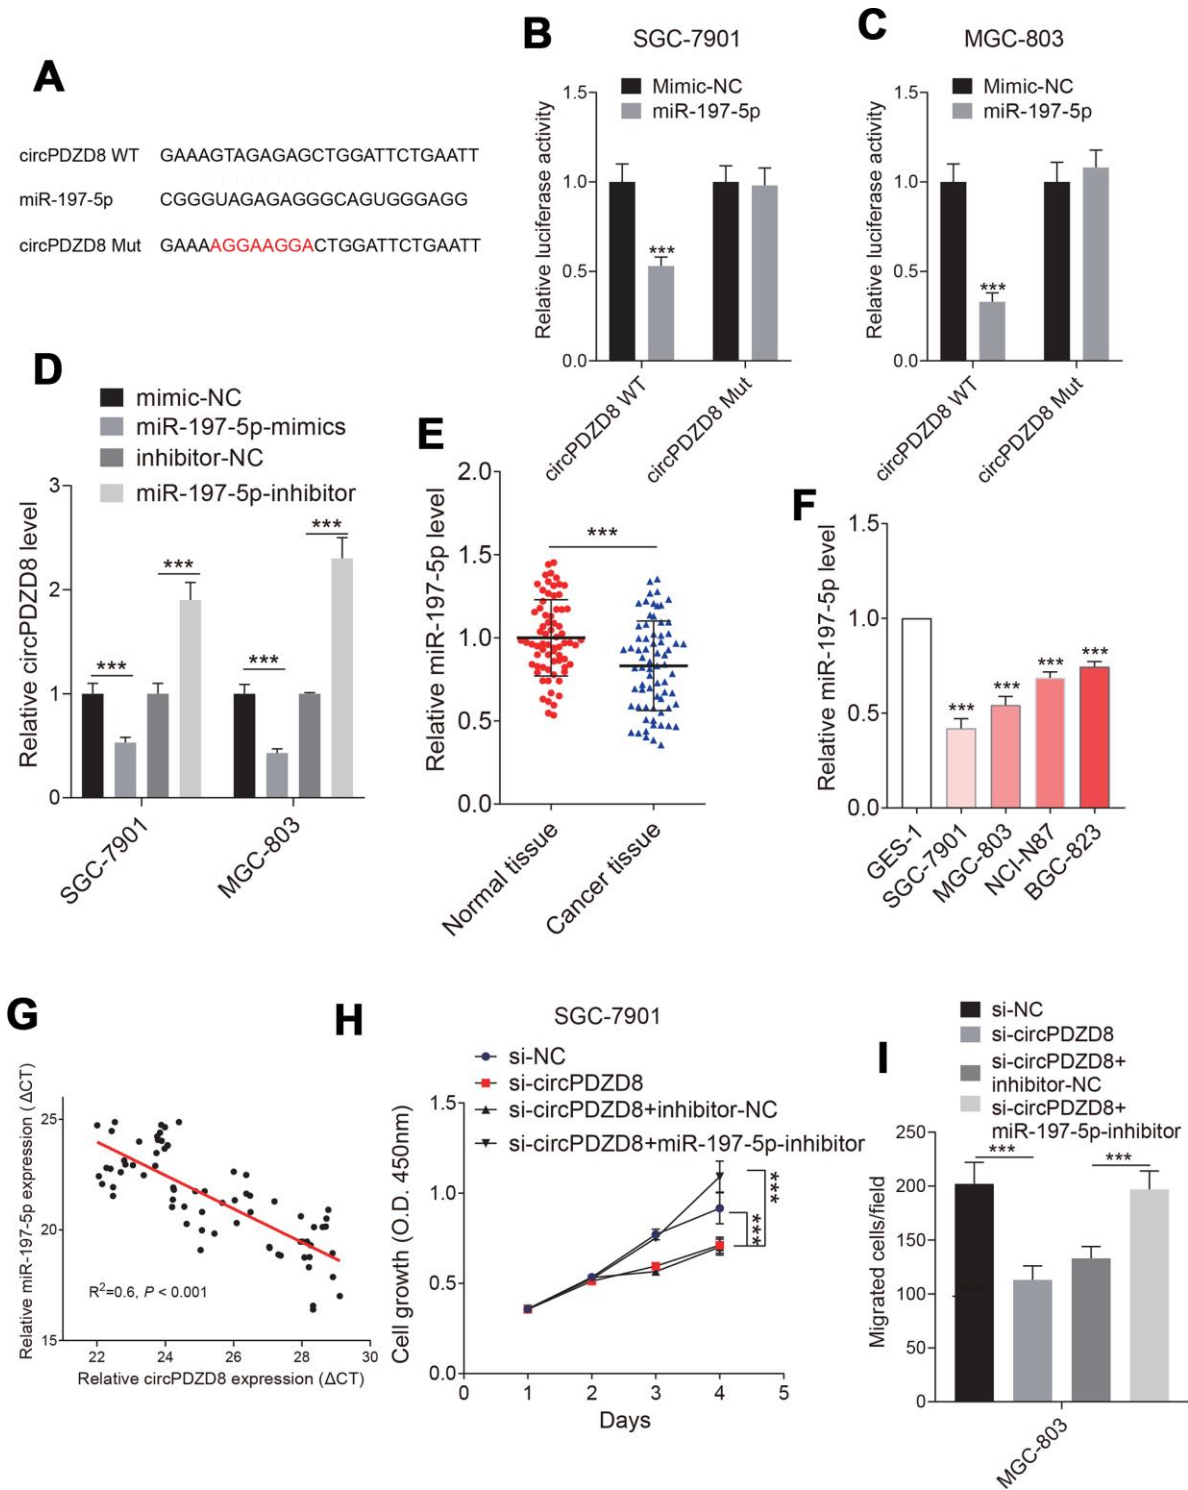 A
circPDZD8 WT GAAAGTAGAGAGCTGGATTCTGAATT
miR-197-5p CGGGUAGAGAGGGCAGUGGGAGG
circPDZD8 Mut GAAAAGGAAGGACTGGATTCTGAATT
B
SGC-7901
Mimic-NC
miR-197-5p
Relative luciferase activity
1.5
1.0
0.5
0.0
***
circPDZD8 WT
circPDZD8 Mut
C
MGC-803
Mimic-NC
miR-197-5p
Relative luciferase activity
1.5
1.0
0.5
0.0
***
circPDZD8 WT
circPDZD8 Mut
D
mimic-NC
miR-197-5p-mimics
inhibitor-NC
miR-197-5p-inhibitor
Relative circPDZD8 level
3
2
1
0
***
***
***
***
SGC-7901
MGC-803
E
Relative miR-197-5p level
2.0
1.5
1.0
0.5
0.0
***
Normal tissue
Cancer tissue
F
Relative miR-197-5p level
1.5
1.0
0.5
0.0
***
***
***
***
GES-1
SGC-7901
MGC-803
NCI-N87
BGC-823
G
Relative miR-197-5p expression (ΔCT)
25
20
15
R²=0.6, P < 0.001
22 24 26 28 30
Relative circPDZD8 expression (ΔCT)
H
SGC-7901
si-NC
si-circPDZD8
si-circPDZD8+inhibitor-NC
si-circPDZD8+miR-197-5p-inhibitor
Cell growth (O.D. 450nm)
1.5
1.0
0.5
0.0
***
***
0 1 2 3 4 5
Days
I
si-NC
si-circPDZD8
si-circPDZD8+
inhibitor-NC
si-circPDZD8+
miR-197-5p-inhibitor
Migrated cells/field
250
200
150
100
50
0
***
***
MGC-803